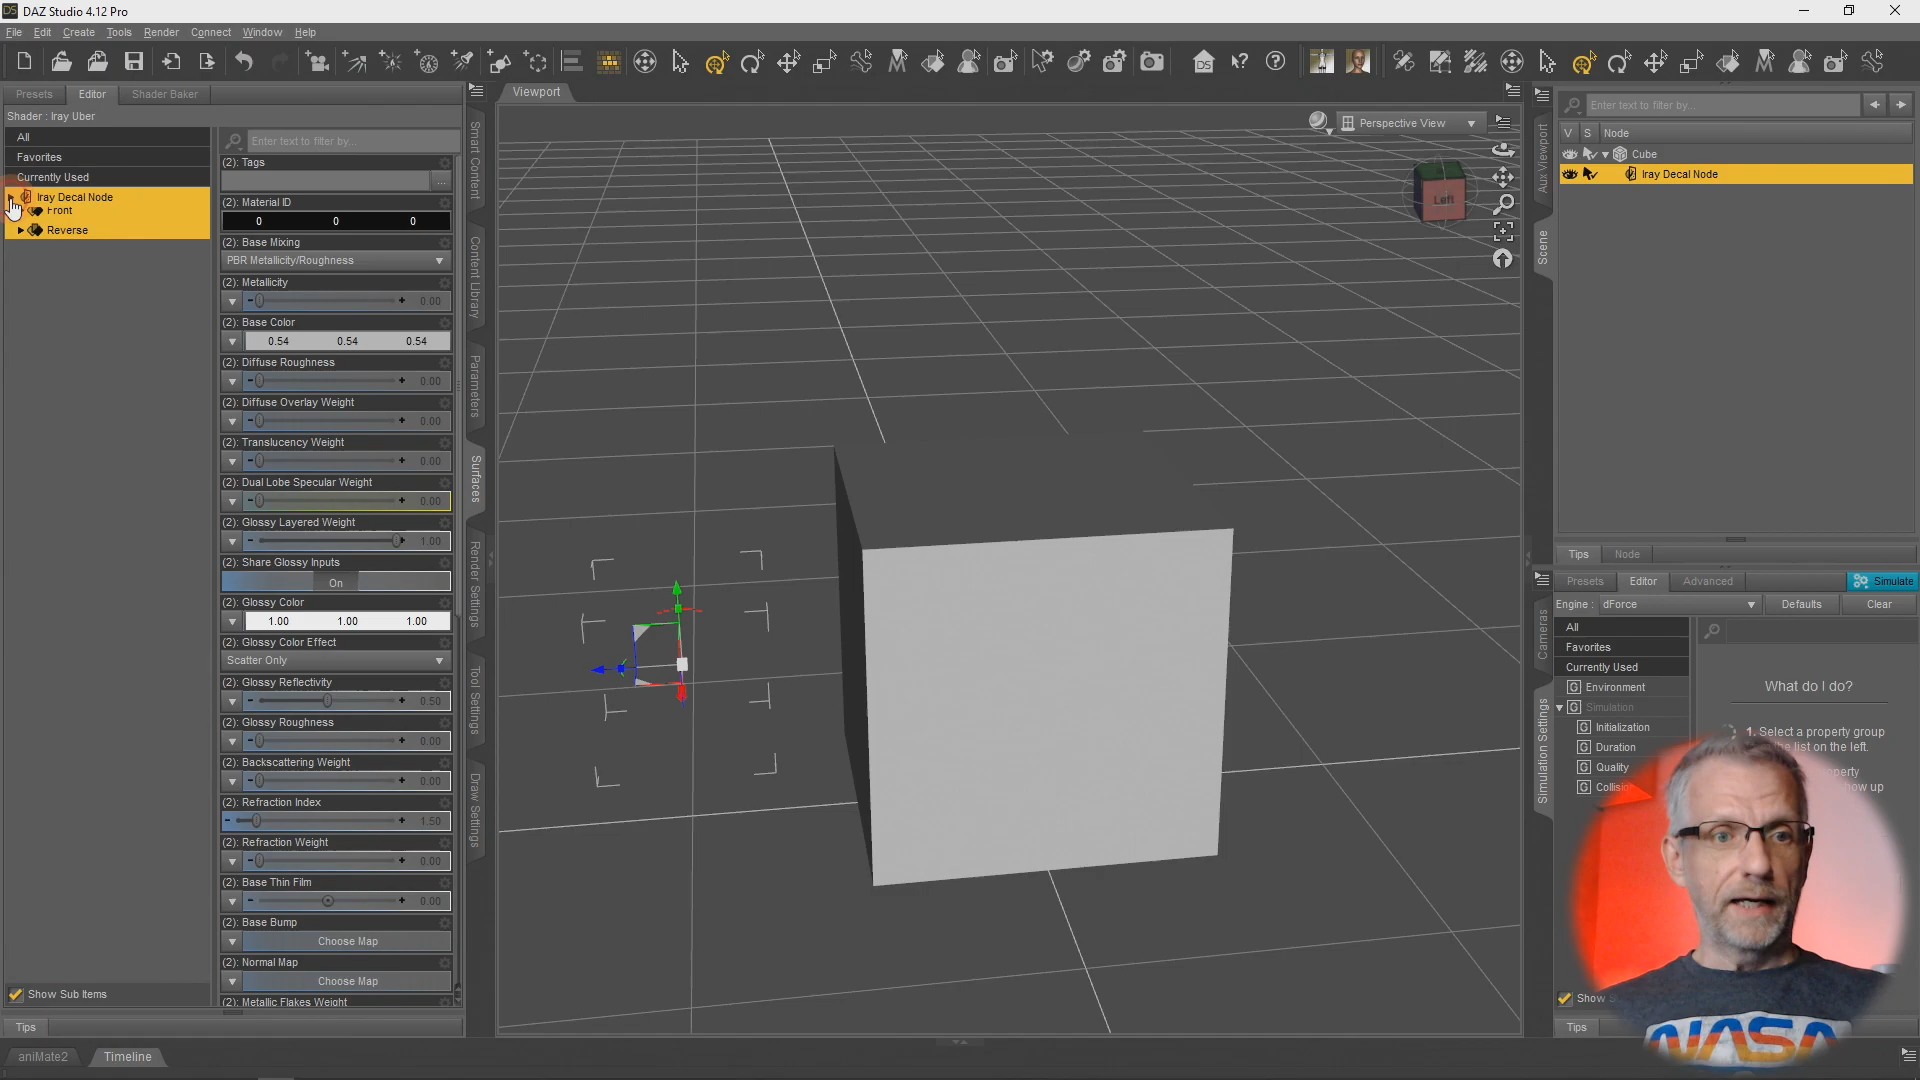 DAZ Studio 4.12 Pro
File Edit Create Tools Render Connect Window Help
Presets Editor Shader Baker
Shader : Iray Uber
All
Favorites
Currently Used
Iray Decal Node
Front
Reverse
Show Sub Items
Tips
Enter text to filter by...
(2): Tags
...
(2): Material ID
0 0 0
(2): Base Mixing
PBR Metallicity/Roughness
(2): Metallicity
0.00
(2): Base Color
0.54 0.54 0.54
(2): Diffuse Roughness
0.00
(2): Diffuse Overlay Weight
0.00
(2): Translucency Weight
0.00
(2): Dual Lobe Specular Weight
0.00
(2): Glossy Layered Weight
1.00
(2): Share Glossy Inputs
On
(2): Glossy Color
1.00 1.00 1.00
(2): Glossy Color Effect
Scatter Only
(2): Glossy Reflectivity
0.50
(2): Glossy Roughness
0.00
(2): Backscattering Weight
0.00
(2): Refraction Index
1.50
(2): Refraction Weight
0.00
(2): Base Thin Film
0.00
(2): Base Bump
Choose Map
(2): Normal Map
Choose Map
(2): Metallic Flakes Weight
Smart Content
Content Library
Parameters
Surfaces
Render Settings
Tool Settings
Draw Settings
Viewport
Perspective View
Left
Aux Viewport
Scene
Enter text to filter by...
V S Node
Cube
Iray Decal Node
Tips Node
Cameras
Simulation Settings
Presets Editor Advanced Simulate
Engine : dForce Defaults Clear
All
Favorites
Currently Used
Environment
Simulation
Initialization
Duration
Quality
What do I do?
1. Select a property group
the list on the left.
Tips
NASA
aniMate2 Timeline